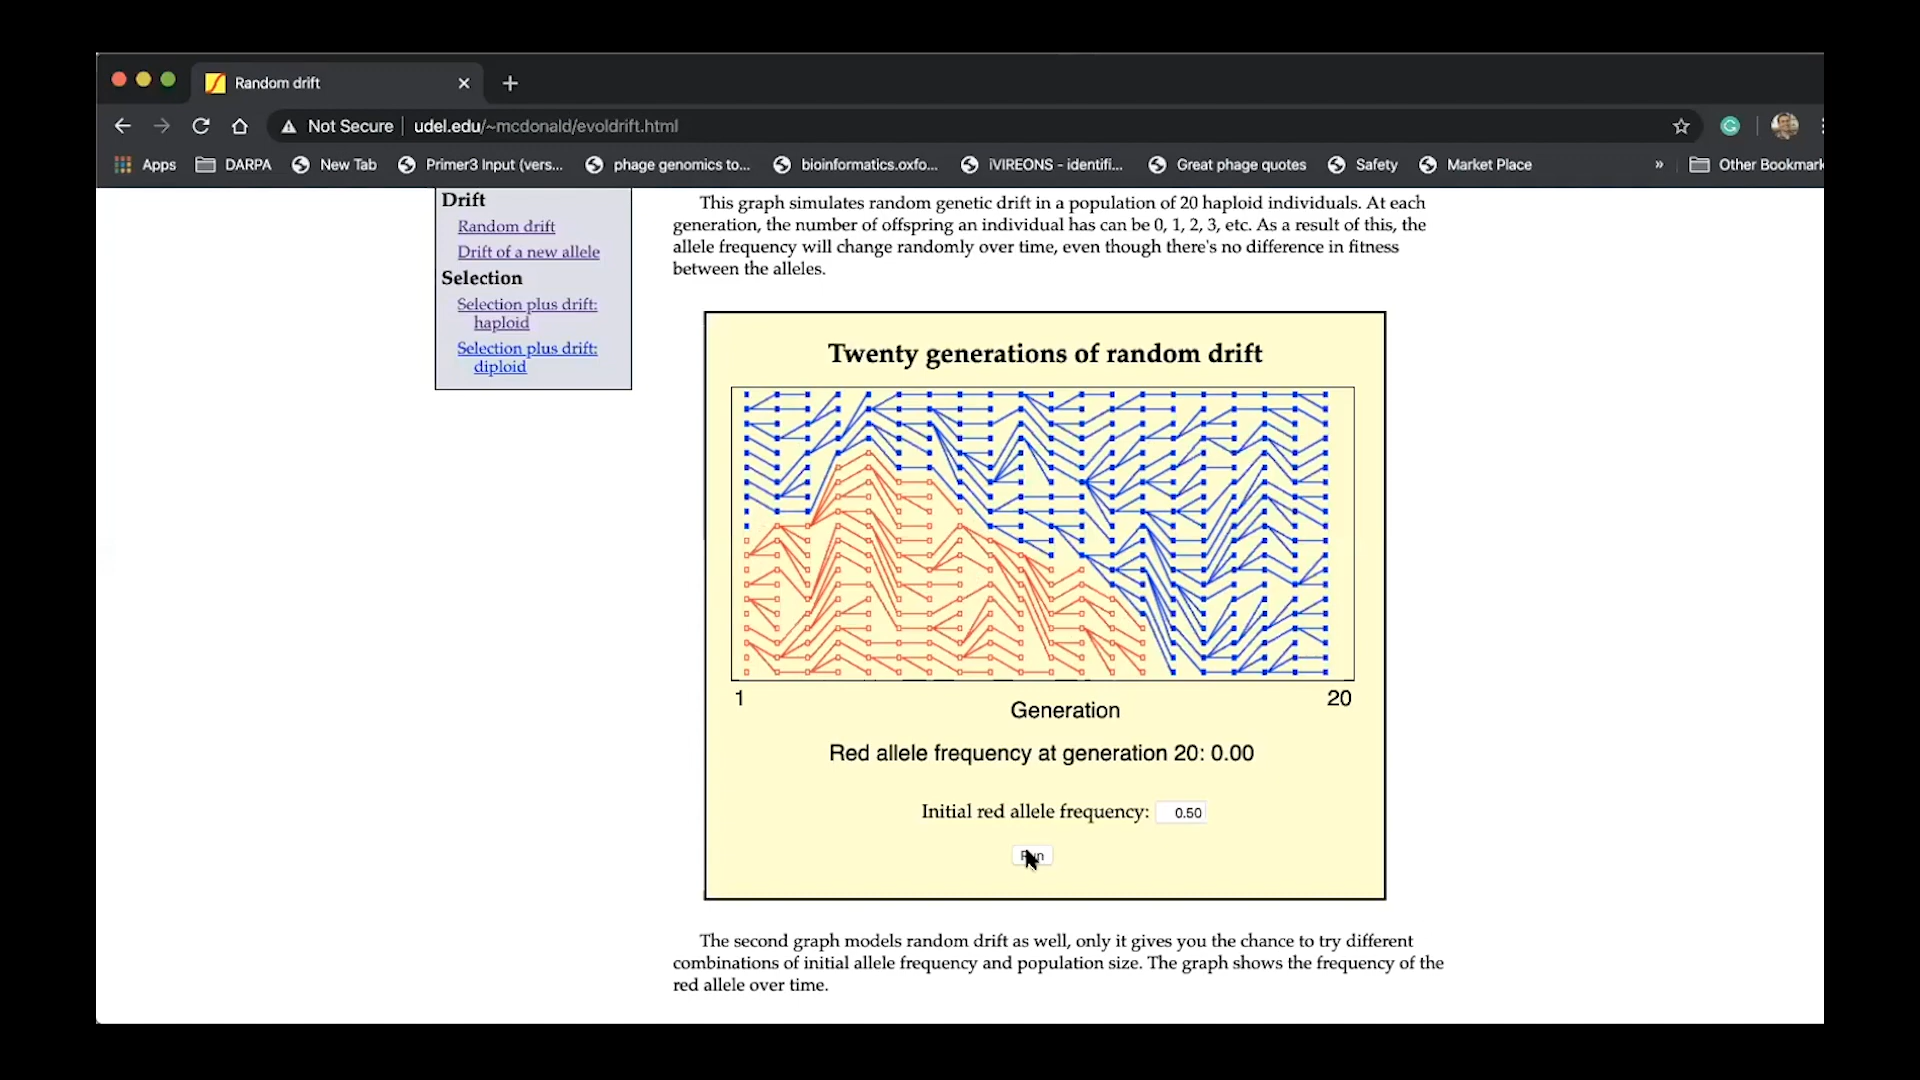 Random drift
Not Secure
udel.edu/~mcdonald/evoldrift.html
Apps
DARPA
New Tab
Primer3 Input (vers...
phage genomics to...
bioinformatics.oxfo...
iVIREONS - identifi...
Great phage quotes
Safety
Market Place
»
Other Bookmark
Drift
Random drift
Drift of a new allele
Selection
Selection plus drift:
haploid
Selection plus drift:
diploid
This graph simulates random genetic drift in a population of 20 haploid individuals. At each
generation, the number of offspring an individual has can be 0, 1, 2, 3, etc. As a result of this, the
allele frequency will change randomly over time, even though there's no difference in fitness
between the alleles.
Twenty generations of random drift
1
20
Generation
Red allele frequency at generation 20: 0.00
Initial red allele frequency: 0.50
The second graph models random drift as well, only it gives you the chance to try different
combinations of initial allele frequency and population size. The graph shows the frequency of the
red allele over time.